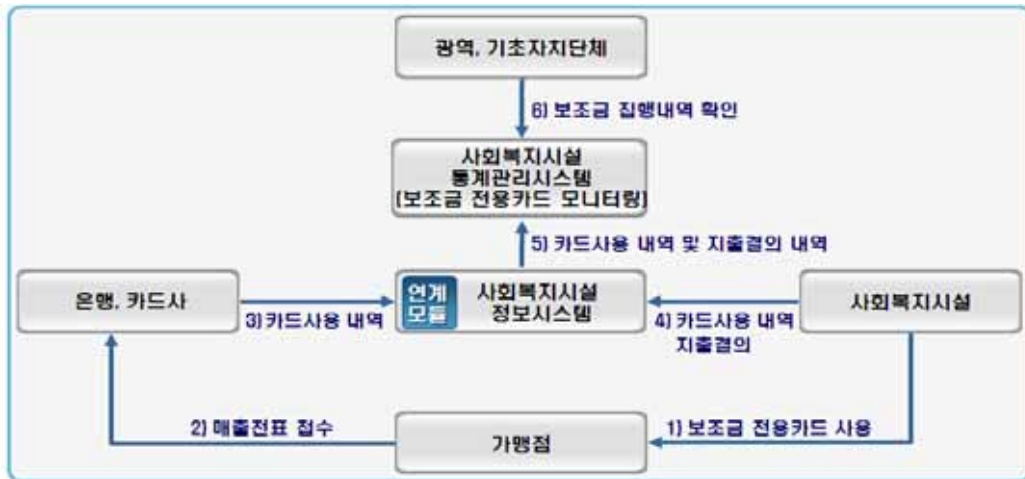 광역, 기초자치단체
6) 보조금 집행내역 확인
사회복지시설
통계관리시스템
(보조금 전용카드 모니터링)
5) 카드사용 내역 및 지출결의 내역
은행, 카드사
3) 카드사용 내역
연계
모듈
사회복지시설
정보시스템
4) 카드사용 내역
지출결의
사회복지시설
2) 매출전표 접수
가맹점
1) 보조금 전용카드 사용